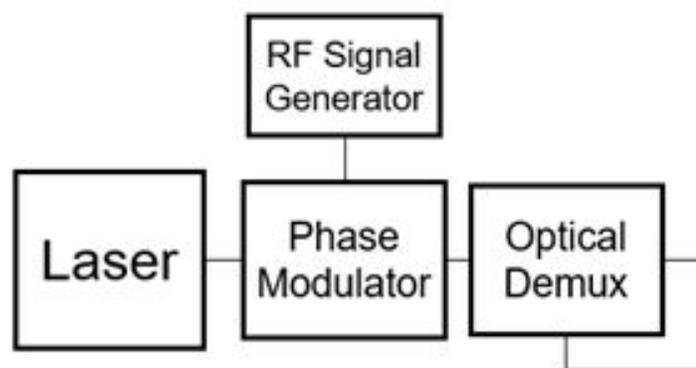 RF Signal
Generator
Laser
Phase
Modulator
Optical
Demux